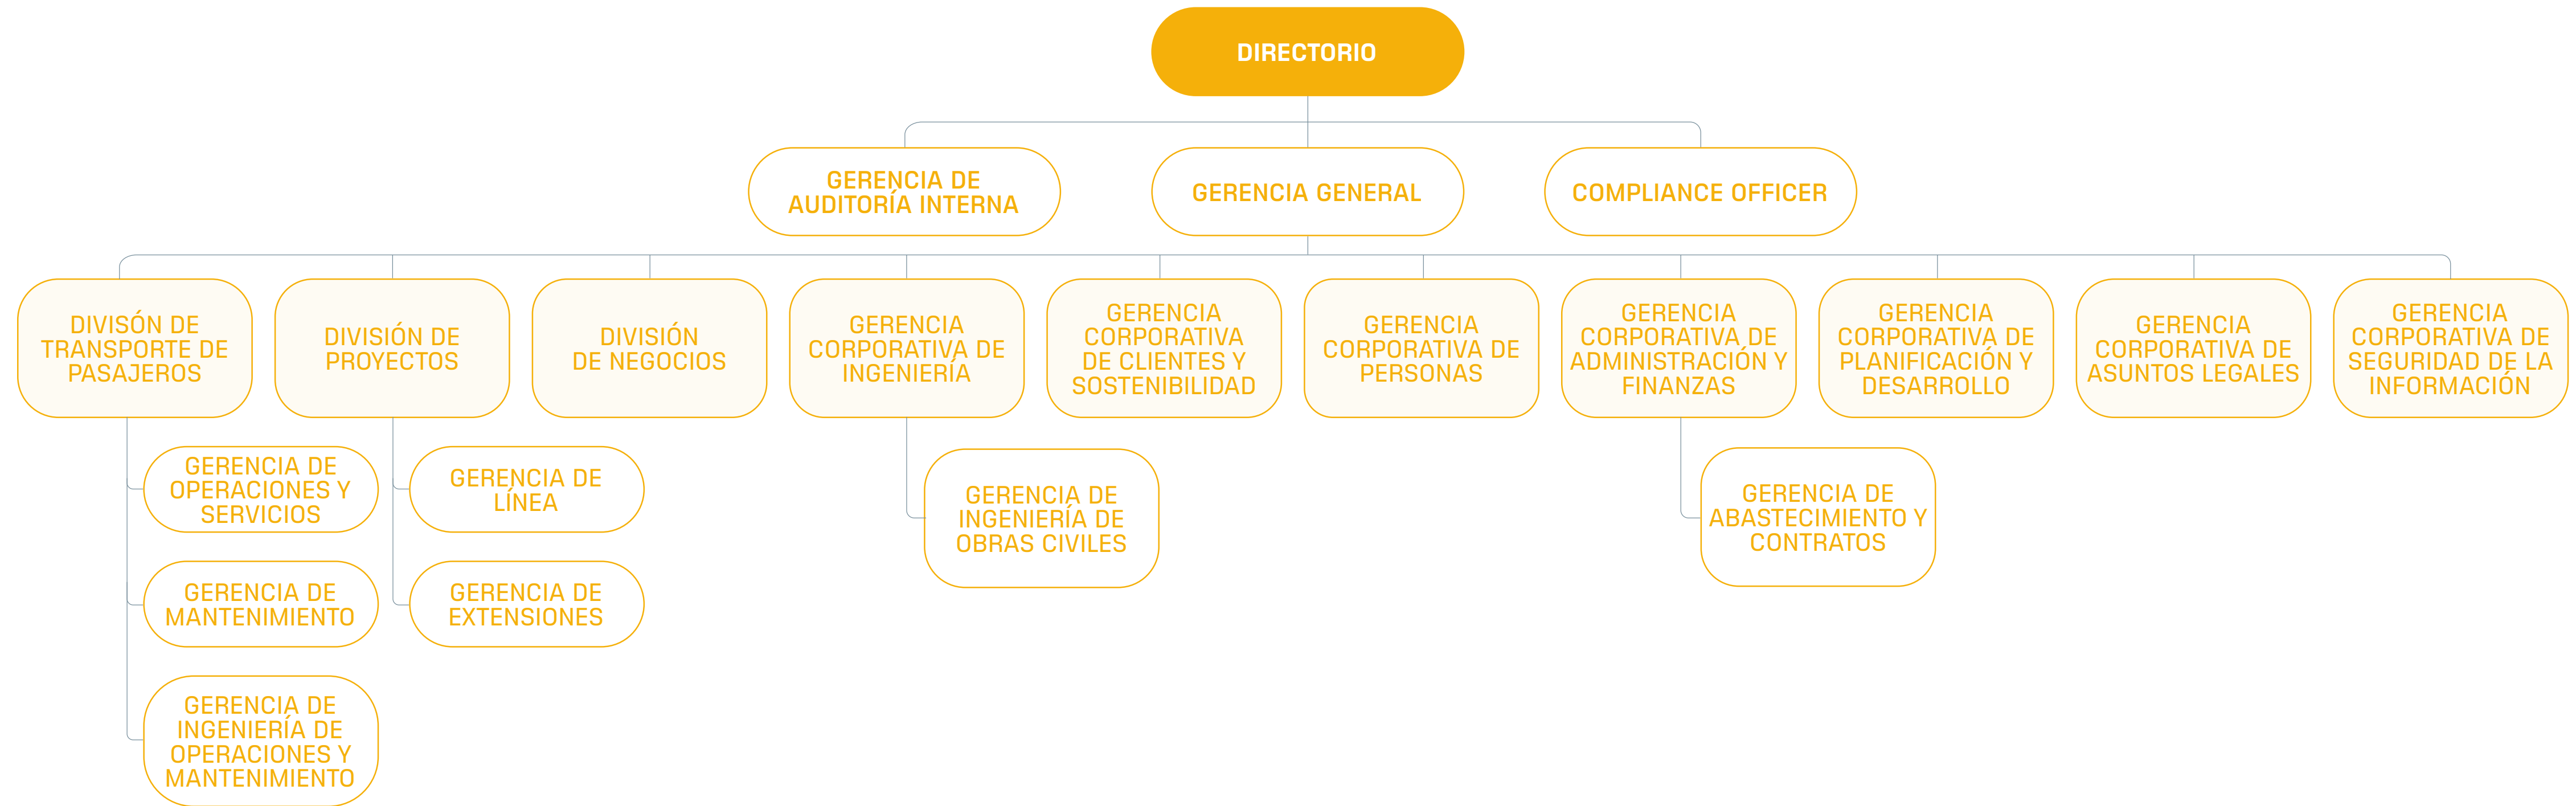 DIRECTORIO
GERENCIA DE
AUDITORÍA INTERNA
GERENCIA GENERAL
COMPLIANCE OFFICER
DIVISÓN DE
TRANSPORTE DE
PASAJEROS
DIVISIÓN DE
PROYECTOS
DIVISIÓN
DE NEGOCIOS
GERENCIA
CORPORATIVA DE
INGENIERÍA
GERENCIA
CORPORATIVA
DE CLIENTES Y
SOSTENIBILIDAD
GERENCIA
CORPORATIVA DE
PERSONAS
GERENCIA
CORPORATIVA DE
ADMINISTRACIÓN Y
FINANZAS
GERENCIA
CORPORATIVA DE
PLANIFICACIÓN Y
DESARROLLO
GERENCIA
CORPORATIVA DE
ASUNTOS LEGALES
GERENCIA
CORPORATIVA DE
SEGURIDAD DE LA
INFORMACIÓN
GERENCIA DE
OPERACIONES Y
SERVICIOS
GERENCIA DE
LÍNEA
GERENCIA DE
INGENIERÍA DE
OBRAS CIVILES
GERENCIA DE
ABASTECIMIENTO Y
CONTRATOS
GERENCIA DE
MANTENIMIENTO
GERENCIA DE
EXTENSIONES
GERENCIA DE
INGENIERÍA DE
OPERACIONES Y
MANTENIMIENTO